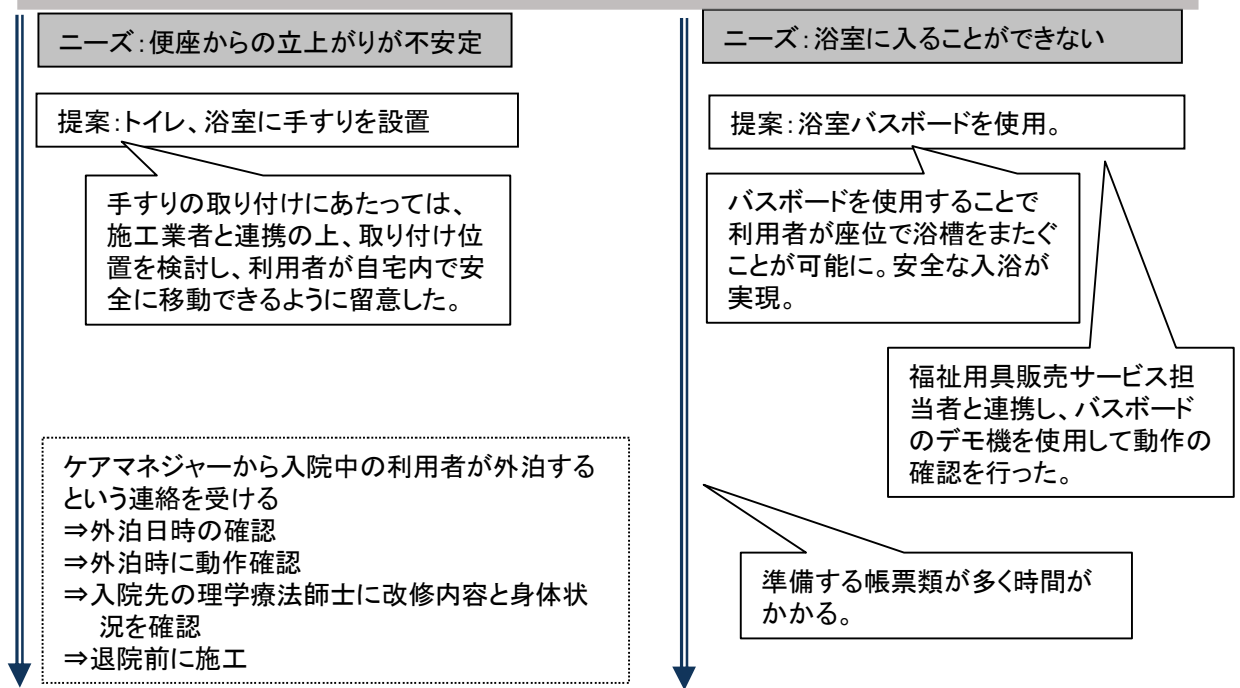 ニーズ：便座からの立上がりが不安定
提案：トイレ、浴室に手すりを設置
手すりの取り付けにあたっては、
施工業者と連携の上、取り付け位
置を検討し、利用者が自宅内で安
全に移動できるように留意した。
ケアマネジャーから入院中の利用者が外泊する
という連絡を受ける
⇒外泊日時の確認
⇒外泊時に動作確認
⇒入院先の理学療法師士に改修内容と身体状
況を確認
⇒退院前に施工
ニーズ：浴室に入ることができない
提案：浴室バスボードを使用。
バスボードを使用することで
利用者が座位で浴槽をまたぐ
ことが可能に。安全な入浴が
実現。
福祉用具販売サービス担
当者と連携し、バスボード
のデモ機を使用して動作の
確認を行った。
準備する帳票類が多く時間が
かかる。